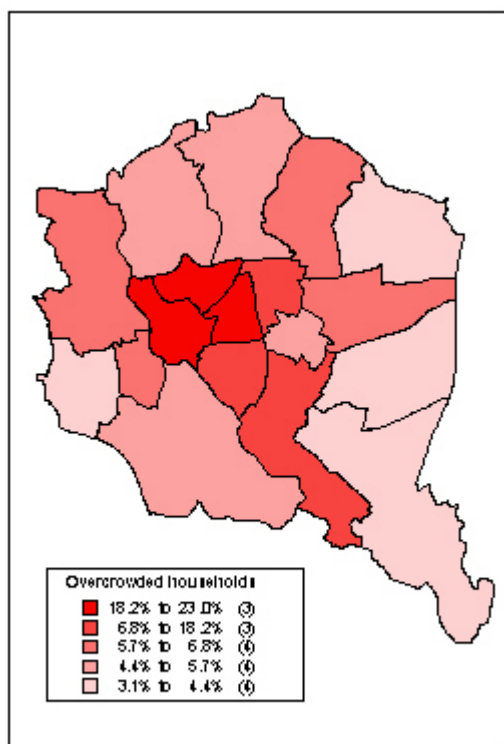 Overcrowded households
18.2% to 23.0% (3)
6.8% to 18.2% (3)
5.7% to 6.8% (4)
4.4% to 5.7% (4)
3.1% to 4.4% (4)